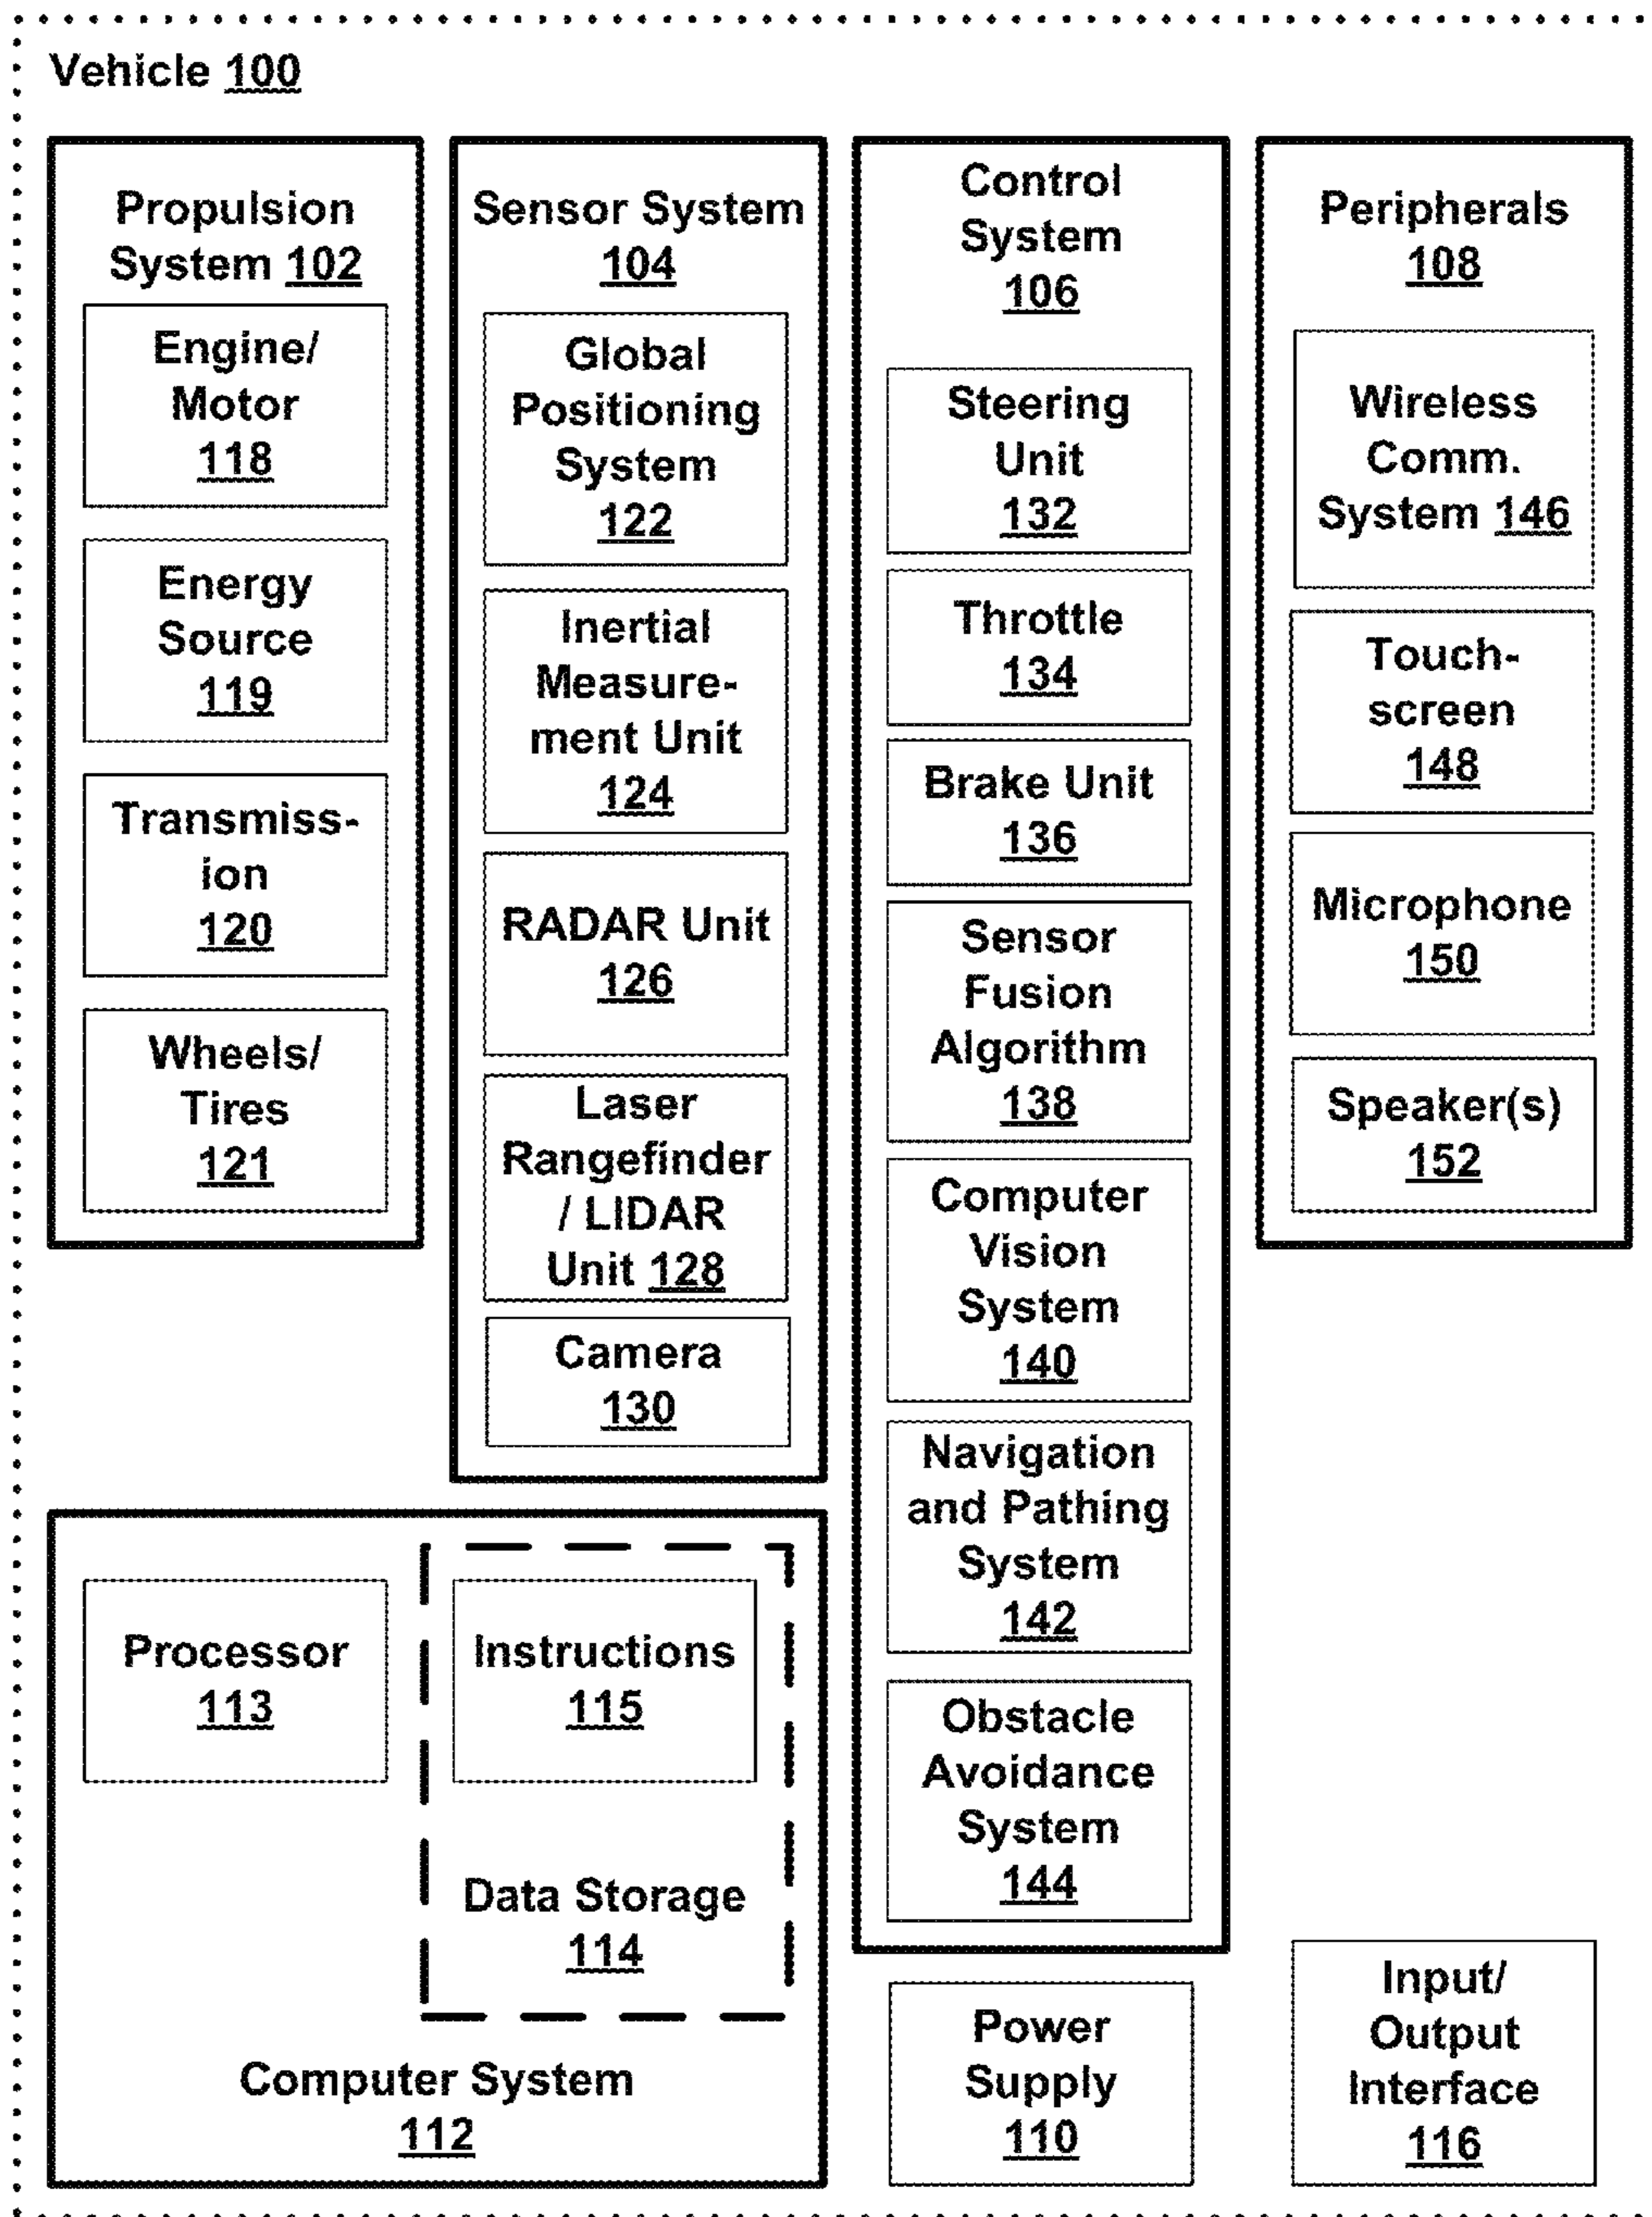 Vehicle 100
Propulsion
System 102
Engine/
Motor
118
Energy
Source
119
Transmiss-
ion
120
Wheels/
Tires
121
Sensor System
104
Global
Positioning
System
122
Inertial
Measure-
ment Unit
124
RADAR Unit
126
Laser
Rangefinder
/ LIDAR
Unit 128
Camera
130
Control
System
106
Steering
Unit
132
Throttle
134
Brake Unit
136
Sensor
Fusion
Algorithm
138
Computer
Vision
System
140
Navigation
and Pathing
System
142
Obstacle
Avoidance
System
144
Peripherals
108
Wireless
Comm.
System 146
Touch-
screen
148
Microphone
150
Speaker(s)
152
Processor
113
Instructions
115
Data Storage
114
Computer System
112
Power
Supply
110
Input/
Output
Interface
116